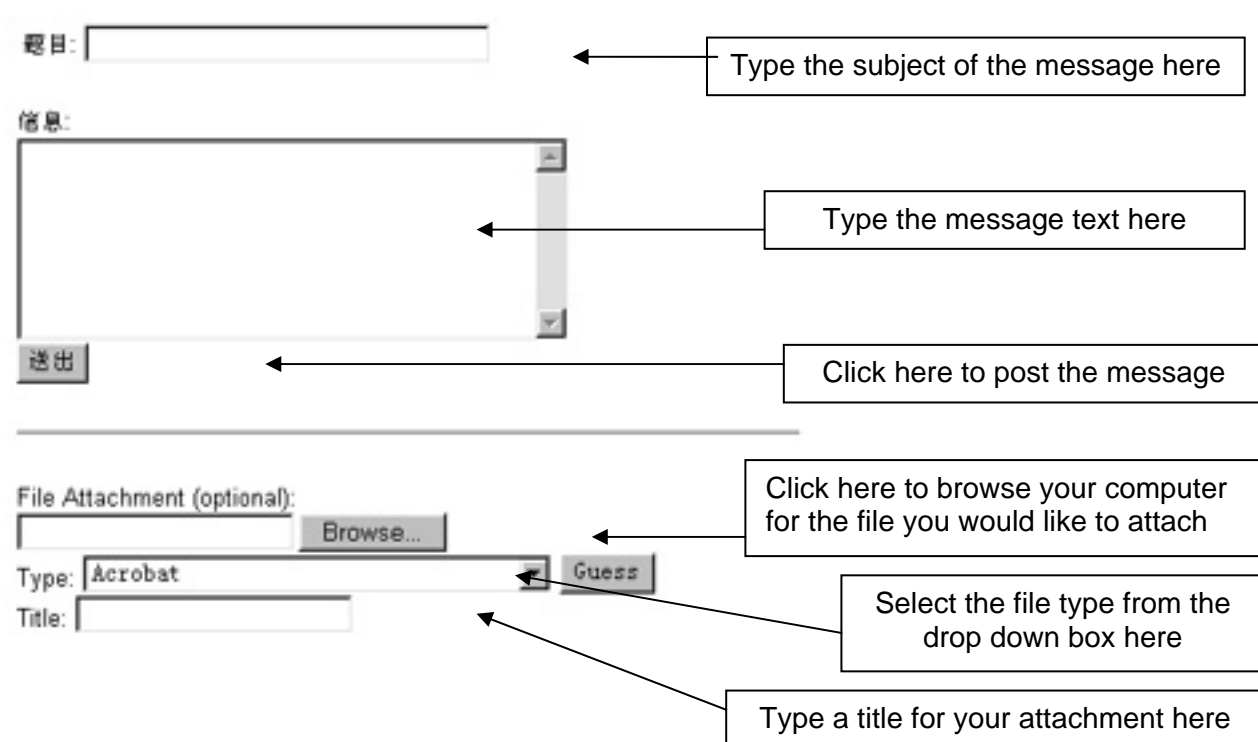 题目:
Type the subject of the message here
信息:
Type the message text here
送出
Click here to post the message
File Attachment (optional):
Browse...
Click here to browse your computer
for the file you would like to attach
Type: Acrobat Guess
Select the file type from the
drop down box here
Title:
Type a title for your attachment here